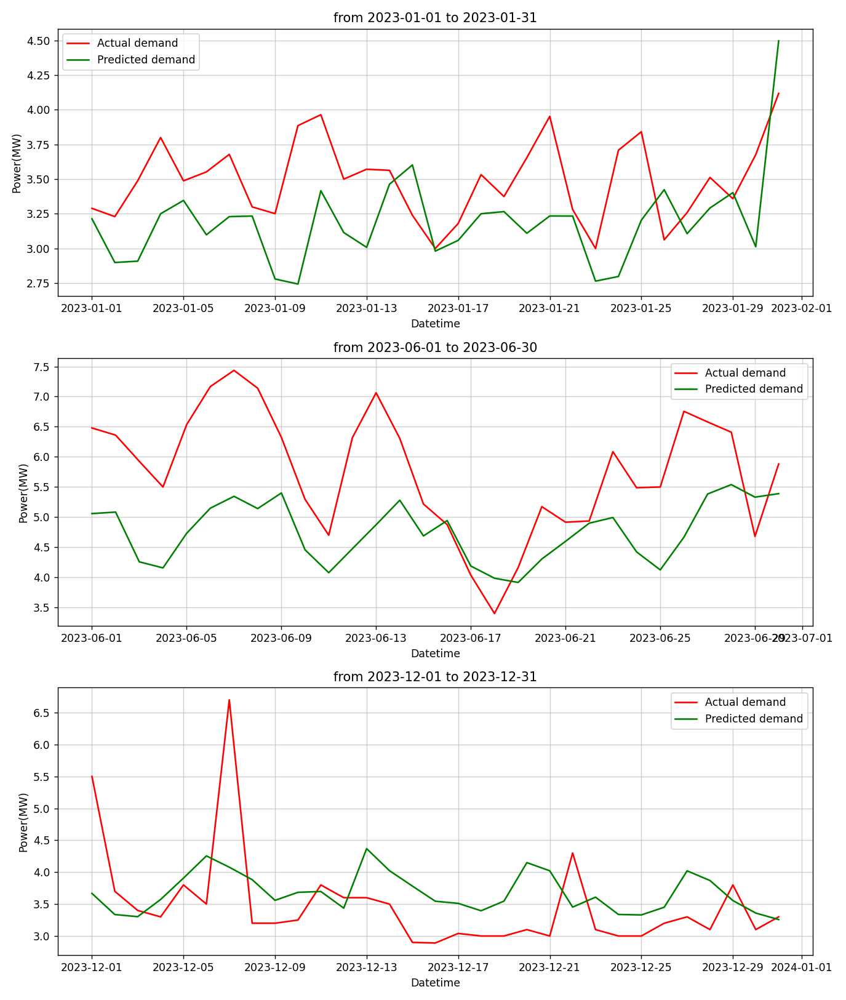 from 2023-01-01 to 2023-01-31
Actual demand
Predicted demand
4.50
4.25
4.00
3.75
3.50
3.25
3.00
2.75
Power(MW)
2023-01-01 2023-01-05 2023-01-09 2023-01-13 2023-01-17 2023-01-21 2023-01-25 2023-01-29 2023-02-01
Datetime
from 2023-06-01 to 2023-06-30
Actual demand
Predicted demand
7.5
7.0
6.5
6.0
5.5
5.0
4.5
4.0
3.5
Power(MW)
2023-06-01 2023-06-05 2023-06-09 2023-06-13 2023-06-17 2023-06-21 2023-06-25 2023-06-29 2023-07-01
Datetime
from 2023-12-01 to 2023-12-31
Actual demand
Predicted demand
6.5
6.0
5.5
5.0
4.5
4.0
3.5
3.0
Power(MW)
2023-12-01 2023-12-05 2023-12-09 2023-12-13 2023-12-17 2023-12-21 2023-12-25 2023-12-29 2024-01-01
Datetime